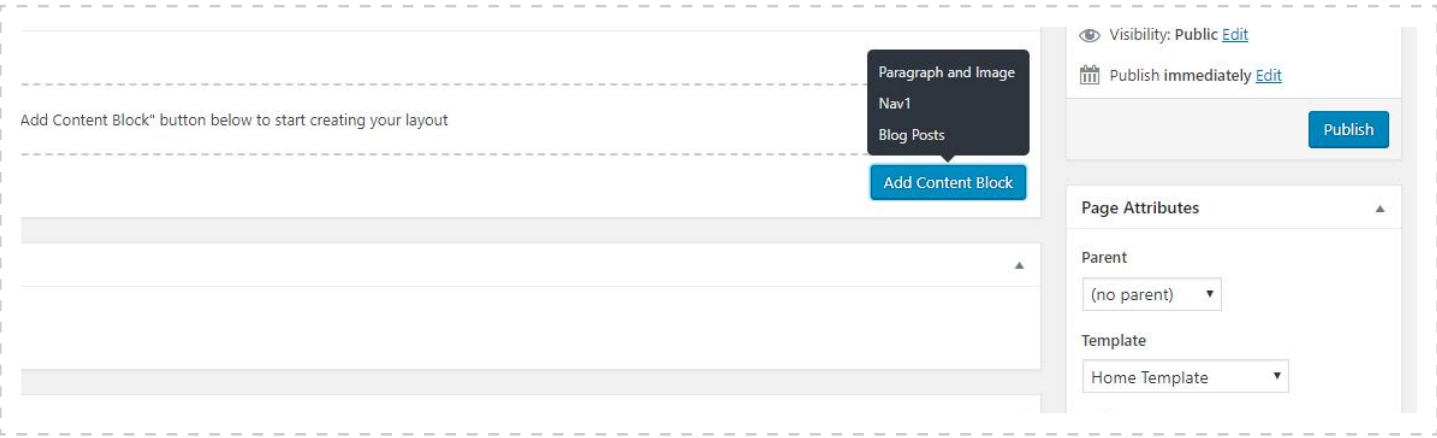 Visibility: Public Edit
Paragraph and Image
Publish immediately Edit
Nav1
Add Content Block" button below to start creating your layout
Blog Posts
Publish
Add Content Block
Page Attributes
Parent
(no parent)
Template
Home Template